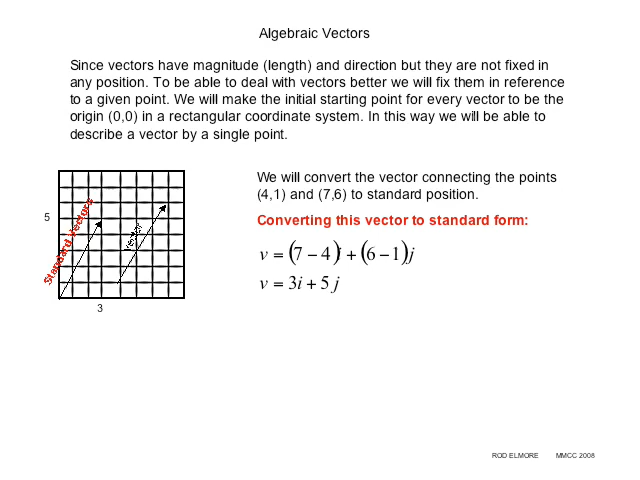 Algebraic Vectors
Since vectors have magnitude (length) and direction but they are not fixed in
any position. To be able to deal with vectors better we will fix them in reference
to a given point. We will make the initial starting point for every vector to be the
origin (0,0) in a rectangular coordinate system. In this way we will be able to
describe a vector by a single point.
We will convert the vector connecting the points
(4,1) and (7,6) to standard position.
Converting this vector to standard form:
v = (7 − 4)i + (6 − 1)j
v = 3i + 5j
5
Standard Vectors
Vector
3
ROD ELMORE MMCC 2008